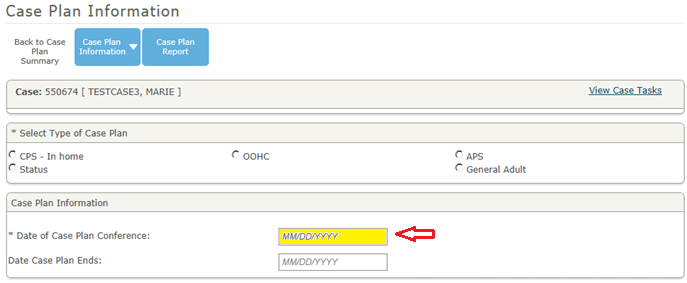 Case Plan Information
Back to Case
Plan
Summary
Case Plan
Information
Case Plan
Report
Case: 550674 [ TESTCASE3, MARIE ]
View Case Tasks
* Select Type of Case Plan
CPS - In home
OOHC
APS
Status
General Adult
Case Plan Information
* Date of Case Plan Conference:
MM/DD/YYYY
Date Case Plan Ends:
MM/DD/YYYY